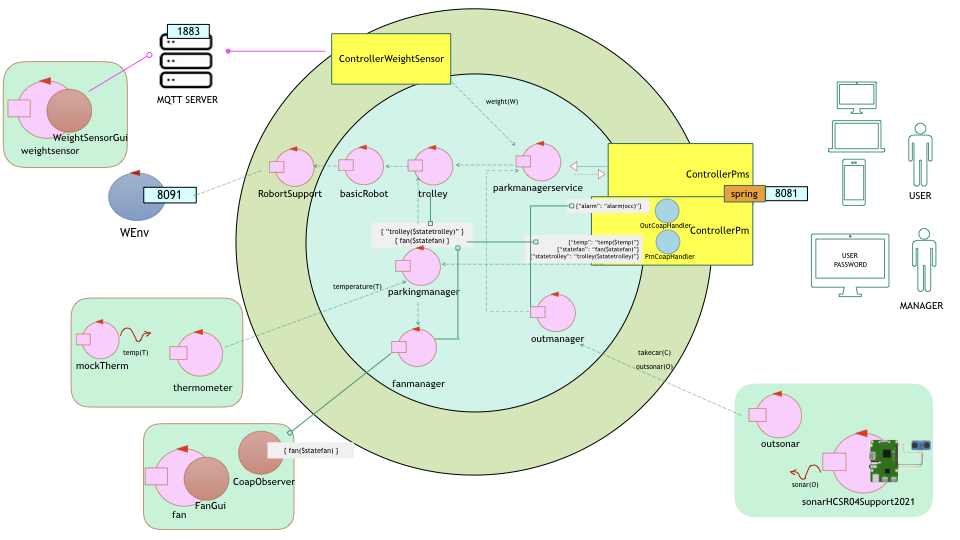 1883
MQTT SERVER
ControllerWeightSensor
WeightSensorGui
weightsensor
weight(W)
8091
WEnv
RobortSupport
basicRobot
trolley
parkmanagerservice
ControllerPms
spring
8081
USER
{"alarm": "alarm(occ)"}
OutCoapHandler
ControllerPm
{ "trolley($statetrolley)" }
{ fan($statefan) }
{"temp": "temp($temp)"}
{"statefan": "fan($statefan)"}
{"statetrolley": "trolley($statetrolley)"}
PmCoapHandler
USER
PASSWORD
MANAGER
temperature(T)
parkingmanager
outmanager
mockTherm
temp(T)
thermometer
fanmanager
takecar(C)
outsonar(O)
{ fan($statefan) }
CoapObserver
FanGui
fan
outsonar
sonar(O)
sonarHCSR04Support2021